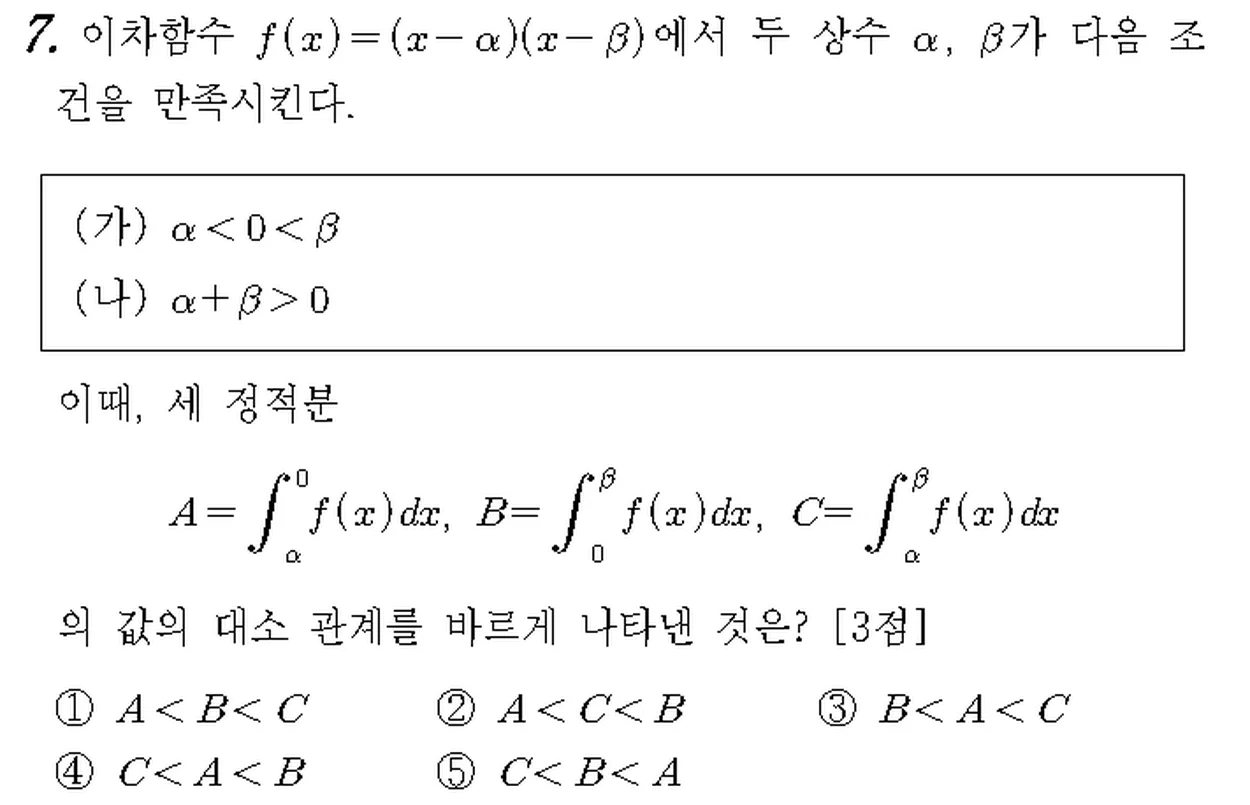 7. 이차함수 f(x)=(x-α)(x-β)에서 두 상수 α, β가 다음 조
건을 만족시킨다.
(가) α<0<β
(나) α+β>0
이때, 세 정적분
A=∫_α^0 f(x)dx, B=∫_0^β f(x)dx, C=∫_α^β f(x)dx
의 값의 대소 관계를 바르게 나타낸 것은? [3점]
① A<B<C ② A<C<B ③ B<A<C
④ C<A<B ⑤ C<B<A